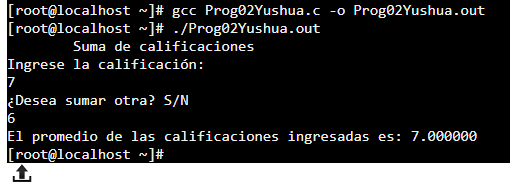 [root@localhost ~]# gcc Prog02Yushua.c -o Prog02Yushua.out
[root@localhost ~]# ./Prog02Yushua.out
Suma de calificaciones
Ingrese la calificación:
7
¿Desea sumar otra? S/N
6
El promedio de las calificaciones ingresadas es: 7.000000
[root@localhost ~]#